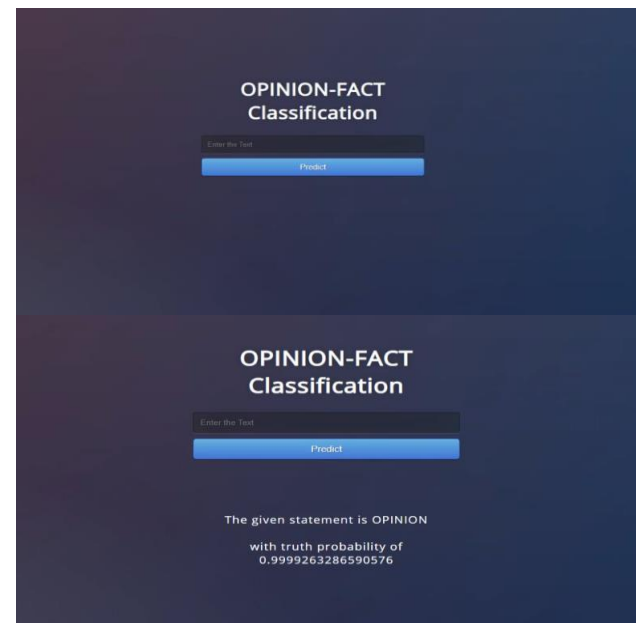 OPINION-FACT
Classification
Enter the Text
Predict
OPINION-FACT
Classification
Enter the Text
Predict
The given statement is OPINION
with truth probability of
0.9999263286590576